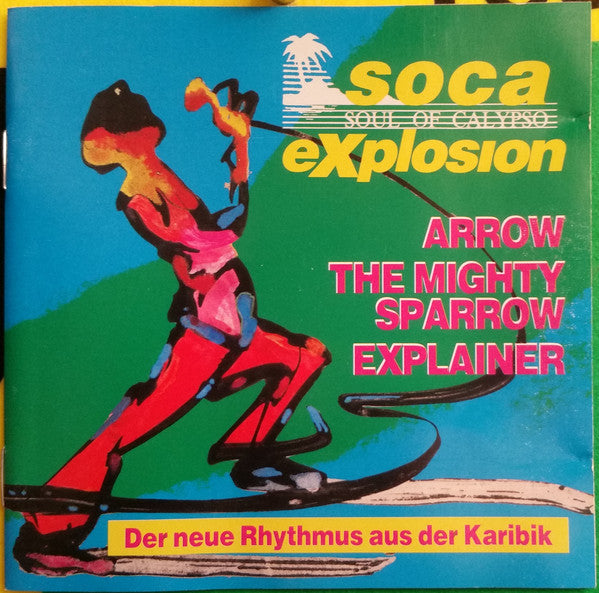 soca
SOUL OF CALYPSO
eXplosion
ARROW
THE MIGHTY
SPARROW
EXPLAINER
Der neue Rhythmus aus der Karibik